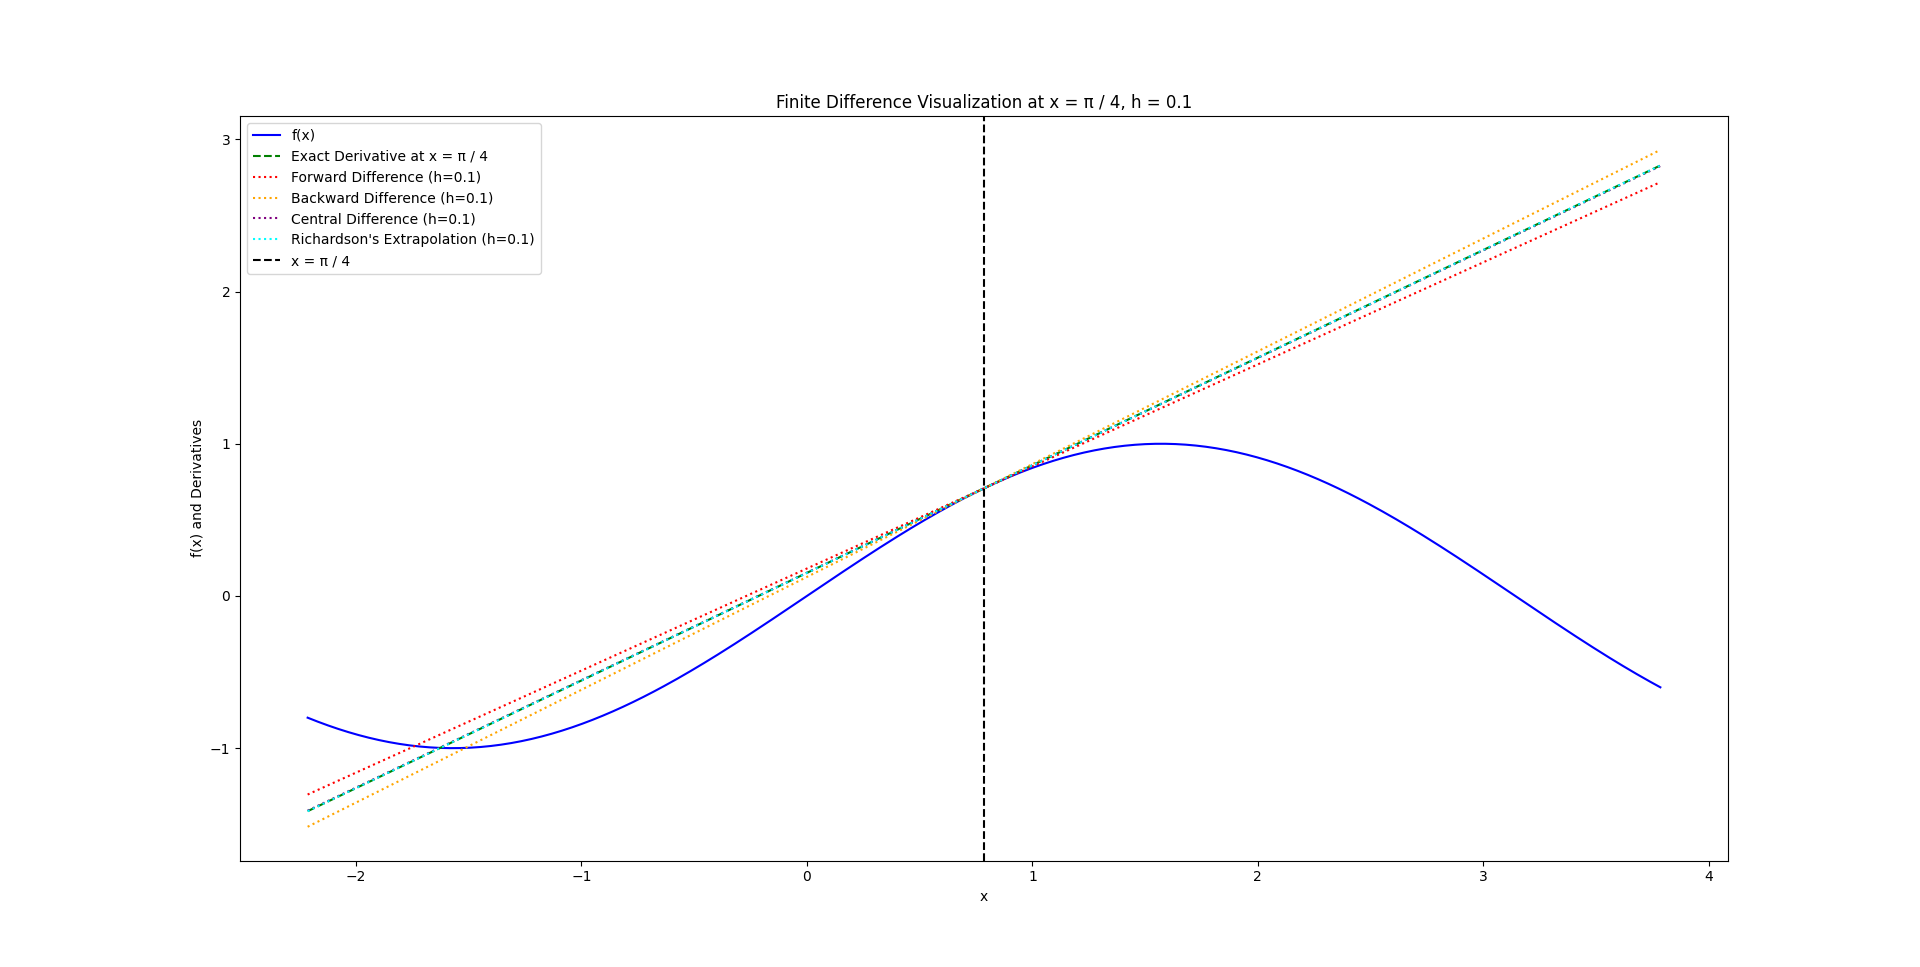 Finite Difference Visualization at x = π / 4, h = 0.1
f(x)
Exact Derivative at x = π / 4
Forward Difference (h=0.1)
Backward Difference (h=0.1)
Central Difference (h=0.1)
Richardson's Extrapolation (h=0.1)
x = π / 4
f(x) and Derivatives
3
2
1
0
−1
−2
−1
0
1
2
3
4
x